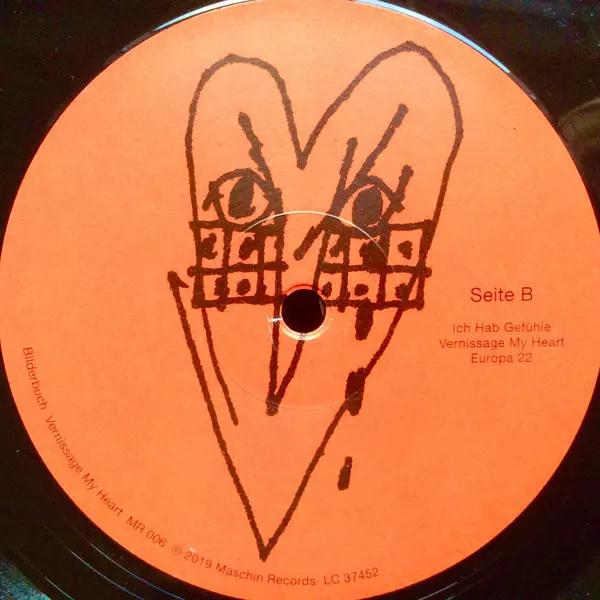 Seite B
Ich Hab Gefühle
Vernissage My Heart
Europa 22
Bilderbuch Vernissage My Heart MR 006 ℗ 2019 Maschin Records LC 37452